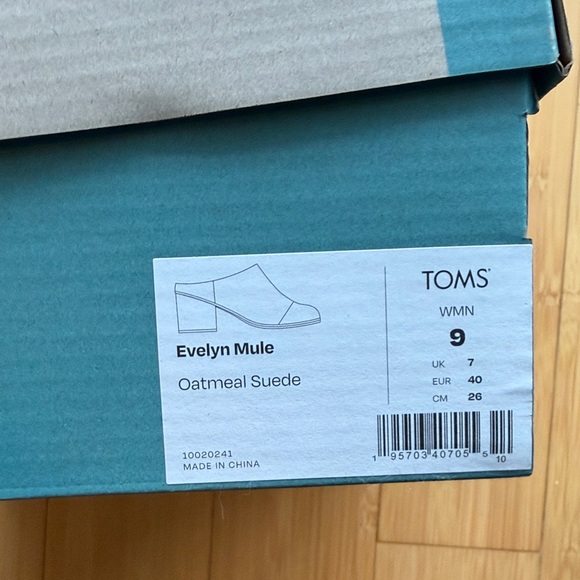 TOMS
WMN
9
UK 7
EUR 40
CM 26
Evelyn Mule
Oatmeal Suede
10020241
MADE IN CHINA
1 95703 40705 5 10